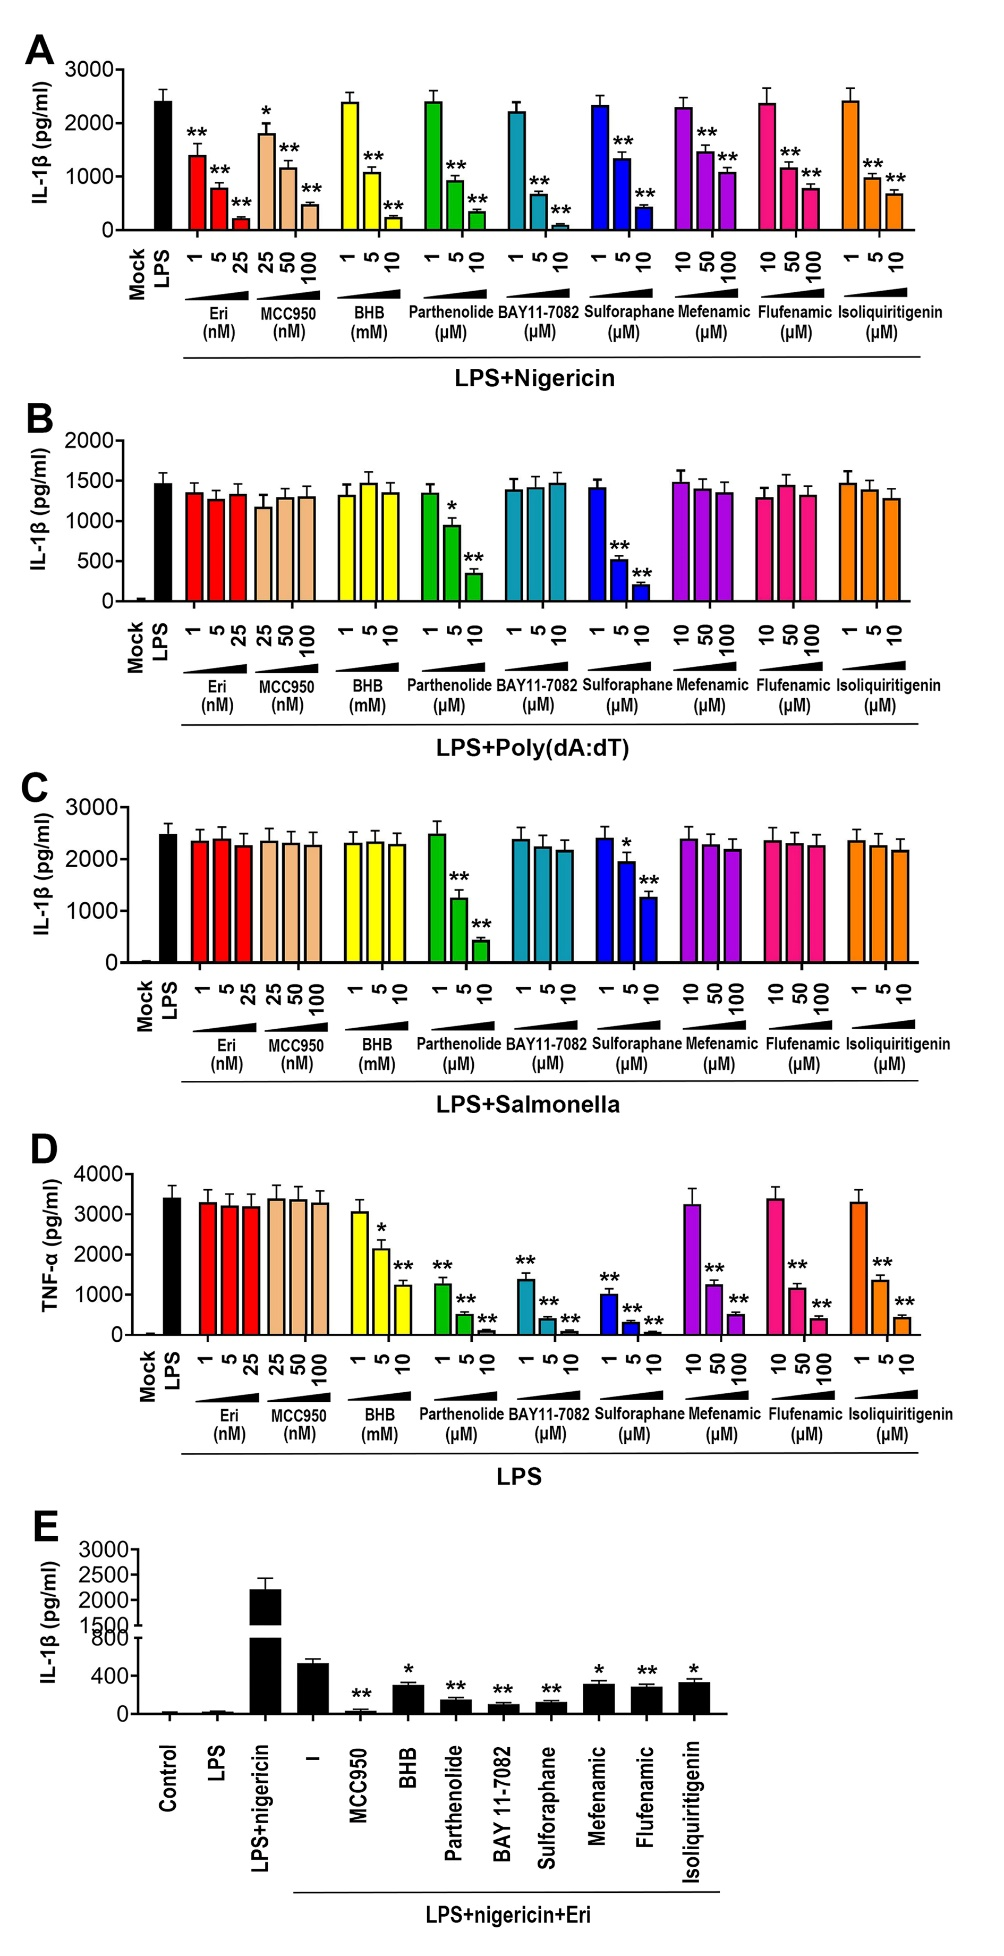 A
IL-1β (pg/ml)
3000
2000
1000
0
** ** **
* ** **
** **
** **
** **
** **
** **
** **
** **
Mock LPS 1 5 25 25 50 100 1 5 10 1 5 10 1 5 10 1 5 10 10 50 100 10 50 100 1 5 10
Eri MCC950 BHB Parthenolide BAY11-7082 Sulforaphane Mefenamic Flufenamic Isoliquiritigenin
(nM) (nM) (mM) (μM) (μM) (μM) (μM) (μM) (μM)
LPS+Nigericin
B
IL-1β (pg/ml)
2000
1500
1000
500
0
* **
** **
Mock LPS 1 5 25 25 50 100 1 5 10 1 5 10 1 5 10 1 5 10 10 50 100 10 50 100 1 5 10
Eri MCC950 BHB Parthenolide BAY11-7082 Sulforaphane Mefenamic Flufenamic Isoliquiritigenin
(nM) (nM) (mM) (μM) (μM) (μM) (μM) (μM) (μM)
LPS+Poly(dA:dT)
C
IL-1β (pg/ml)
3000
2000
1000
0
** **
* **
Mock LPS 1 5 25 25 50 100 1 5 10 1 5 10 1 5 10 1 5 10 10 50 100 10 50 100 1 5 10
Eri MCC950 BHB Parthenolide BAY11-7082 Sulforaphane Mefenamic Flufenamic Isoliquiritigenin
(nM) (nM) (mM) (μM) (μM) (μM) (μM) (μM) (μM)
LPS+Salmonella
D
TNF-α (pg/ml)
4000
3000
2000
1000
0
* **
** ** **
** ** **
** ** **
** **
** **
** **
Mock LPS 1 5 25 25 50 100 1 5 10 1 5 10 1 5 10 1 5 10 10 50 100 10 50 100 1 5 10
Eri MCC950 BHB Parthenolide BAY11-7082 Sulforaphane Mefenamic Flufenamic Isoliquiritigenin
(nM) (nM) (mM) (μM) (μM) (μM) (μM) (μM) (μM)
LPS
E
IL-1β (pg/ml)
3000
2500
2000
1500
800
400
0
** * ** ** ** * ** *
Control
LPS
LPS+nigericin
I
MCC950
BHB
Parthenolide
BAY 11-7082
Sulforaphane
Mefenamic
Flufenamic
Isoliquiritigenin
LPS+nigericin+Eri